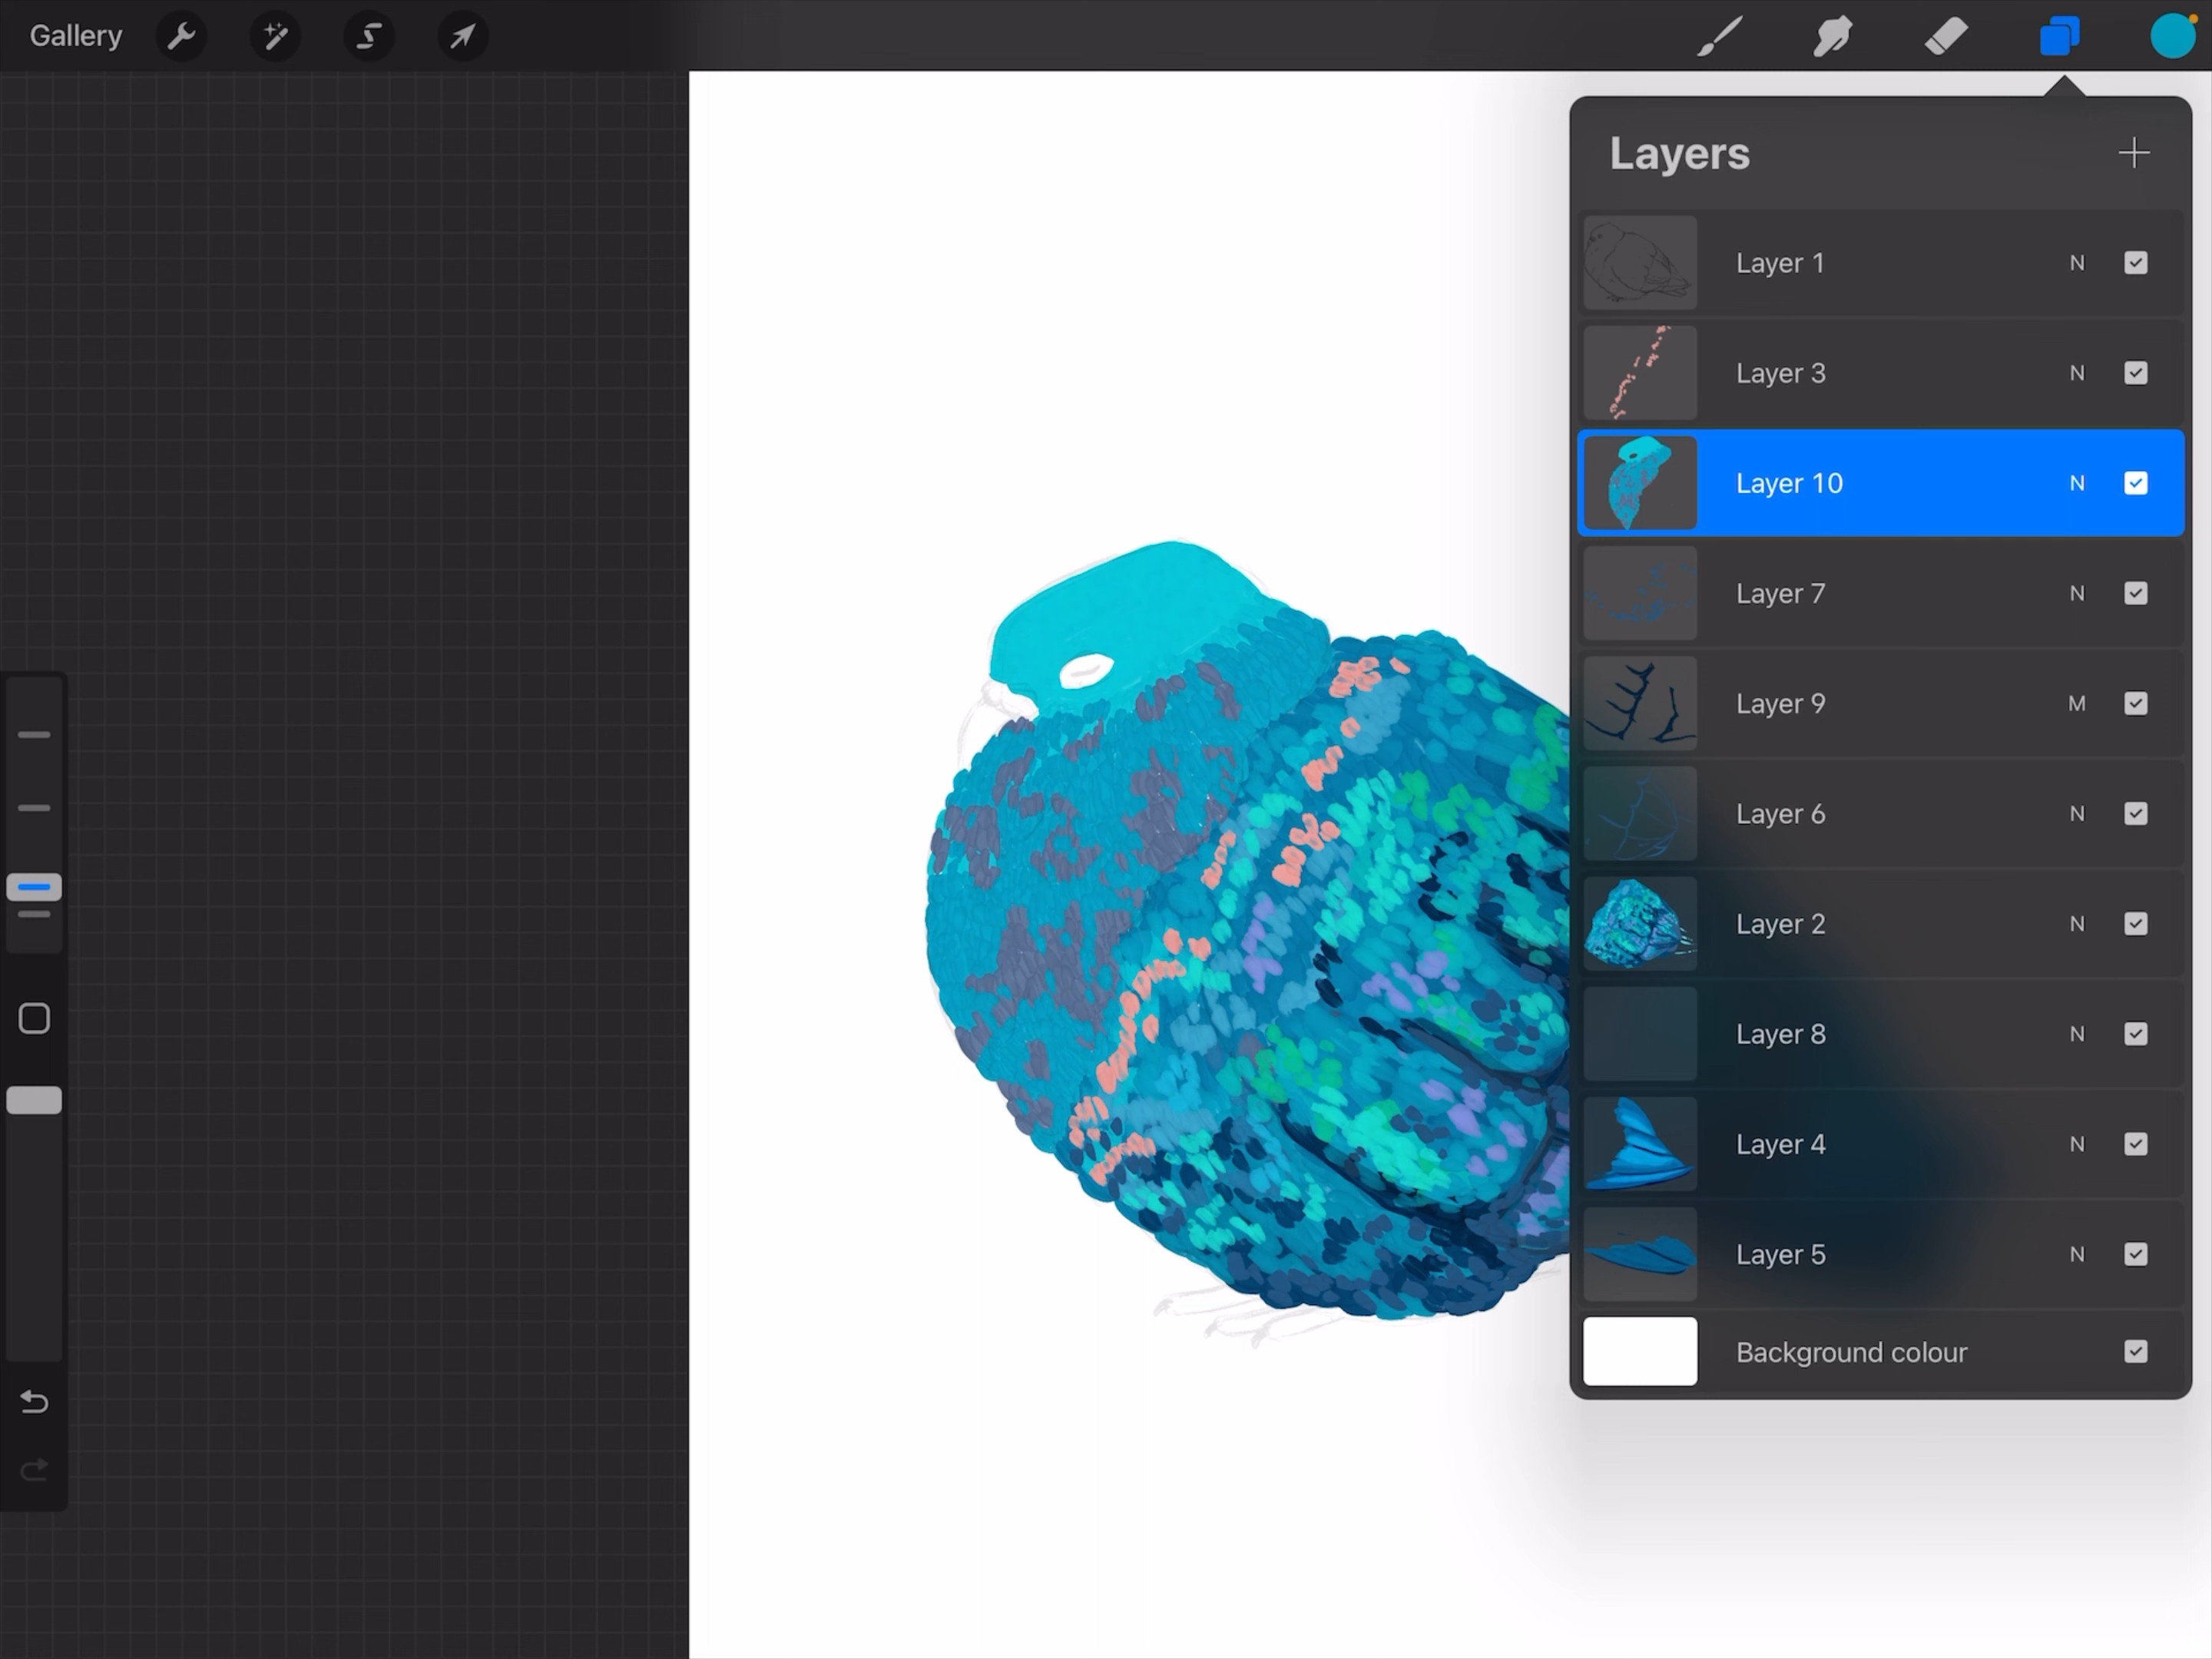 Gallery
Layers
Layer 1 N
Layer 3 N
Layer 10 N
Layer 7 N
Layer 9 M
Layer 6 N
Layer 2 N
Layer 8 N
Layer 4 N
Layer 5 N
Background colour